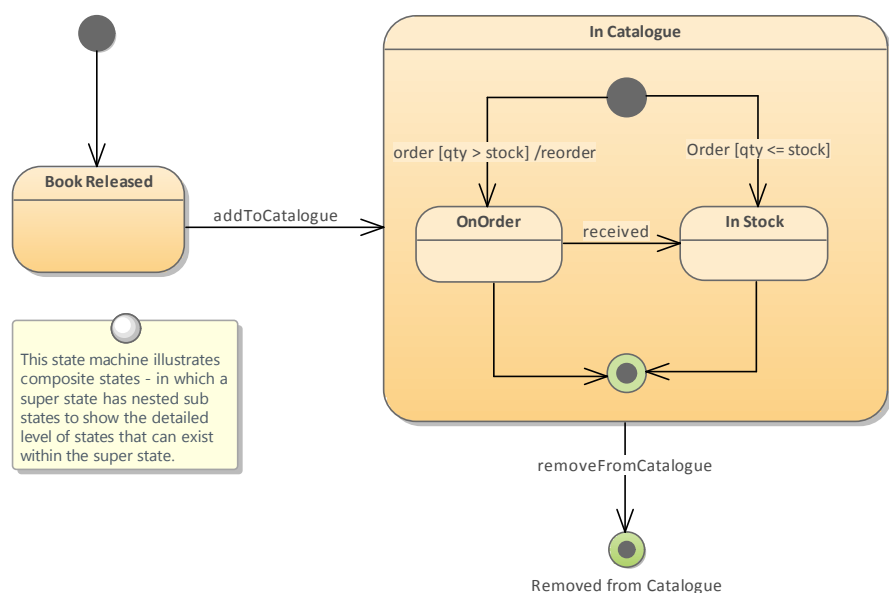 In Catalogue
order [qty > stock] /reorder
Order [qty <= stock]
Book Released
addToCatalogue
OnOrder
received
In Stock
This state machine illustrates
composite states - in which a
super state has nested sub
states to show the detailed
level of states that can exist
within the super state.
removeFromCatalogue
Removed from Catalogue